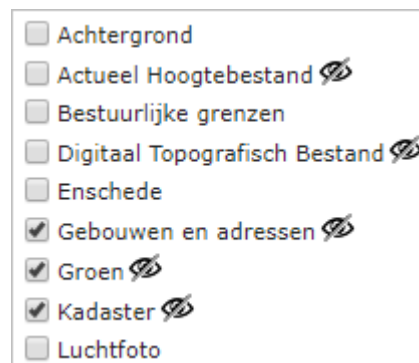 Achtergrond
Actueel Hoogtebestand
Bestuurlijke grenzen
Digitaal Topografisch Bestand
Enschede
Gebouwen en adressen
Groen
Kadaster
Luchtfoto